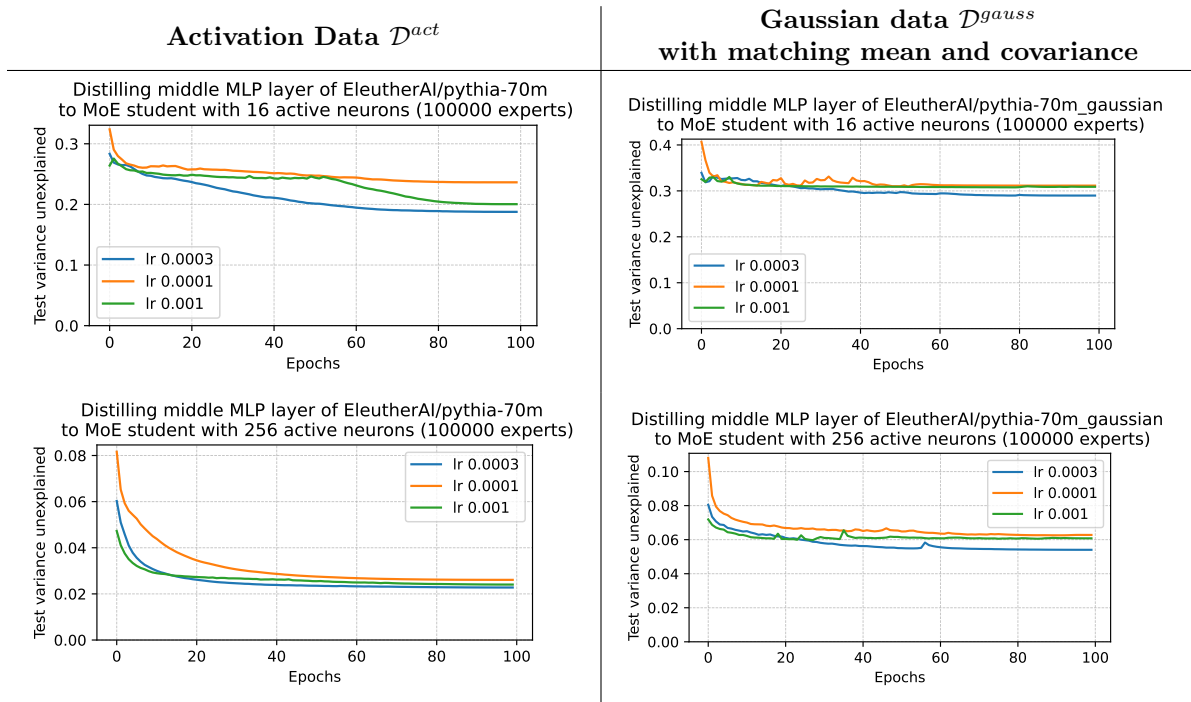 Activation Data 𝒟^{act}
Gaussian data 𝒟^{gauss}
with matching mean and covariance
Distilling middle MLP layer of EleutherAI/pythia-70m
to MoE student with 16 active neurons (100000 experts)
Test variance unexplained
0.3
0.2
0.1
0.0
lr 0.0003
lr 0.0001
lr 0.001
0 20 40 60 80 100
Epochs
Distilling middle MLP layer of EleutherAI/pythia-70m_gaussian
to MoE student with 16 active neurons (100000 experts)
Test variance unexplained
0.4
0.3
0.2
0.1
0.0
lr 0.0003
lr 0.0001
lr 0.001
0 20 40 60 80 100
Epochs
Distilling middle MLP layer of EleutherAI/pythia-70m
to MoE student with 256 active neurons (100000 experts)
Test variance unexplained
0.08
0.06
0.04
0.02
0.00
lr 0.0003
lr 0.0001
lr 0.001
0 20 40 60 80 100
Epochs
Distilling middle MLP layer of EleutherAI/pythia-70m_gaussian
to MoE student with 256 active neurons (100000 experts)
Test variance unexplained
0.10
0.08
0.06
0.04
0.02
0.00
lr 0.0003
lr 0.0001
lr 0.001
0 20 40 60 80 100
Epochs